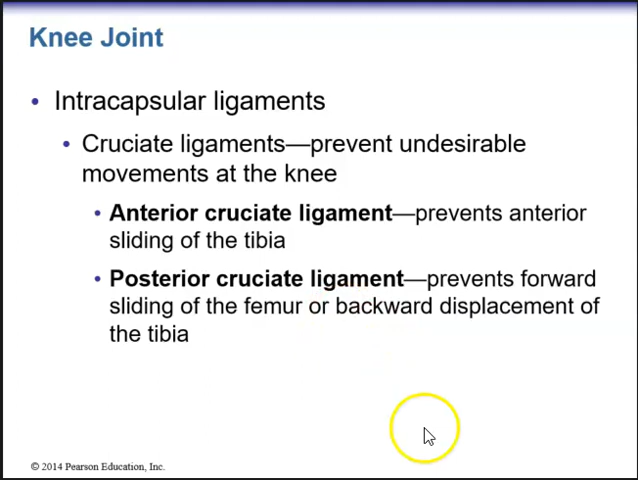 Knee Joint
• Intracapsular ligaments
• Cruciate ligaments—prevent undesirable
movements at the knee
• Anterior cruciate ligament—prevents anterior
sliding of the tibia
• Posterior cruciate ligament—prevents forward
sliding of the femur or backward displacement of
the tibia
© 2014 Pearson Education, Inc.